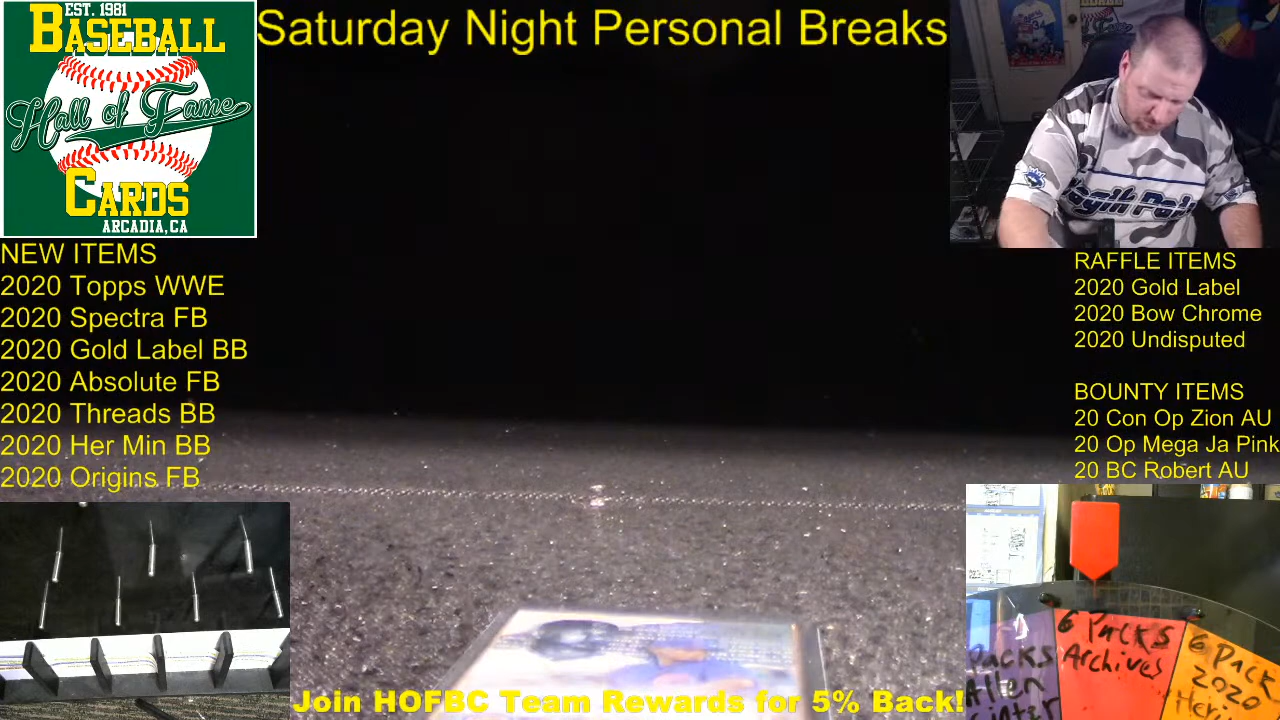 EST. 1981
BASEBALL
Hall of Fame
CARDS
ARCADIA, CA
Saturday Night Personal Breaks
NEW ITEMS
2020 Topps WWE
2020 Spectra FB
2020 Gold Label BB
2020 Absolute FB
2020 Threads BB
2020 Her Min BB
2020 Origins FB
RAFFLE ITEMS
2020 Gold Label
2020 Bow Chrome
2020 Undisputed
BOUNTY ITEMS
20 Con Op Zion AU
20 Op Mega Ja Pink
20 BC Robert AU
Packs
Allen
6 Packs
Archives
6 Pack
2020
Join HOFBC Team Rewards for 5% Back!